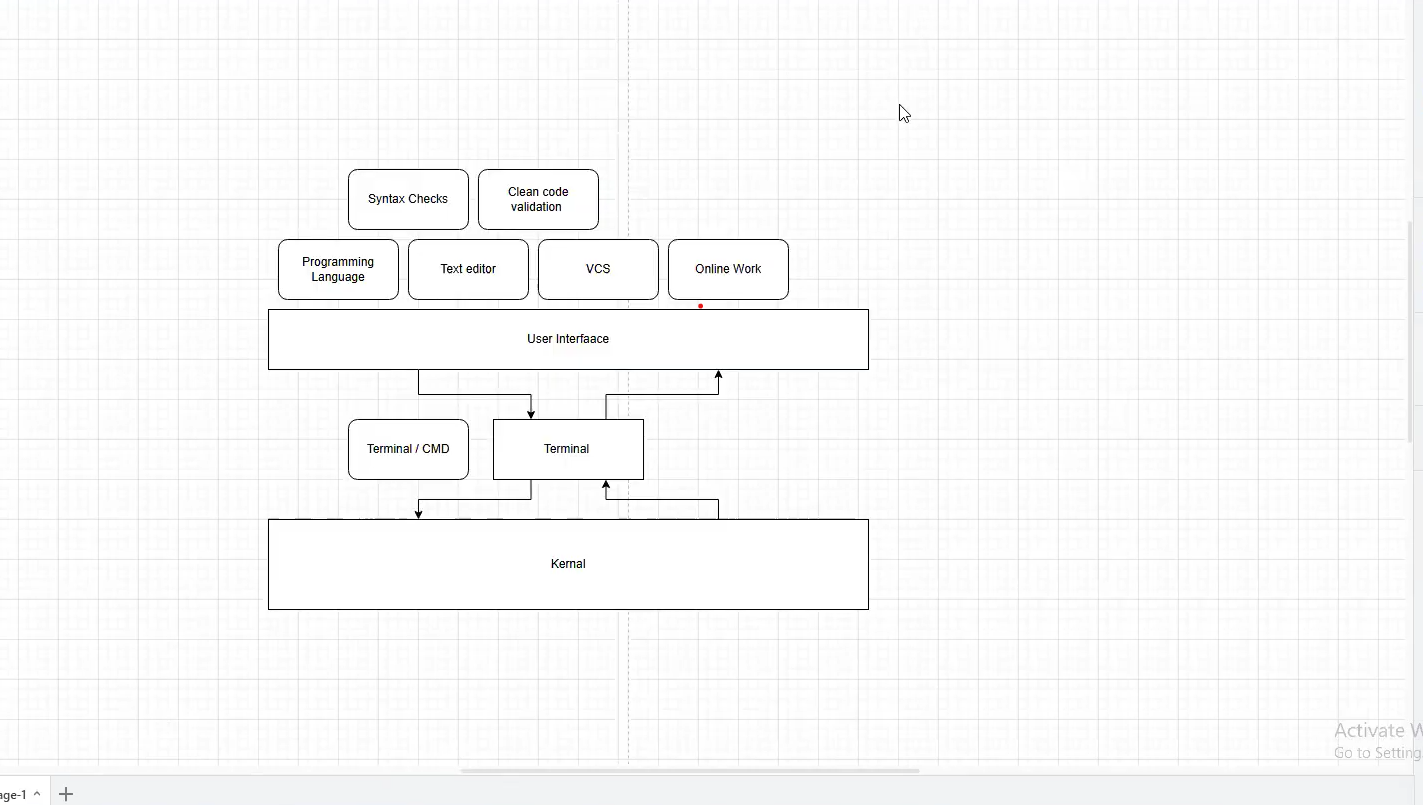 Syntax Checks
Clean code
validation
Programming
Language
Text editor
VCS
Online Work
User Interfaace
Terminal / CMD
Terminal
Kernal
Activate W
Go to Setting
age-1